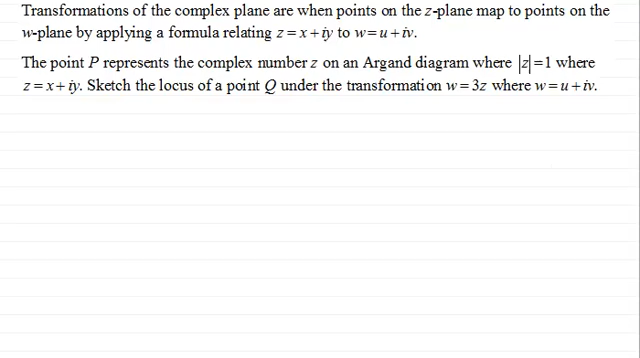 Transformations of the complex plane are when points on the z-plane map to points on the
w-plane by applying a formula relating z = x + iy to w = u + iv.
The point P represents the complex number z on an Argand diagram where |z| = 1 where
z = x + iy. Sketch the locus of a point Q under the transformation w = 3z where w = u + iv.